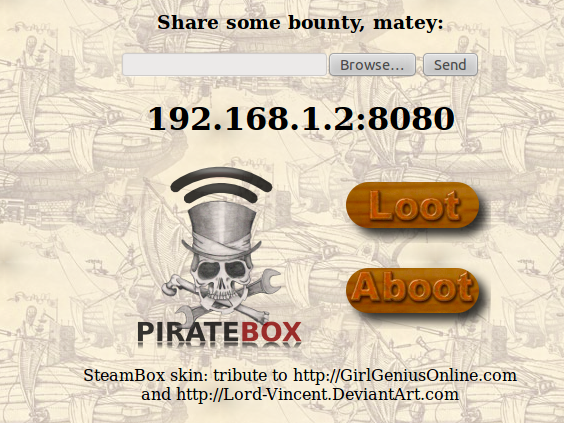 Share some bounty, matey:
Browse... Send
192.168.1.2:8080
Loot
Aboot
PIRATEBOX
SteamBox skin: tribute to http://GirlGeniusOnline.com
and http://Lord-Vincent.DeviantArt.com